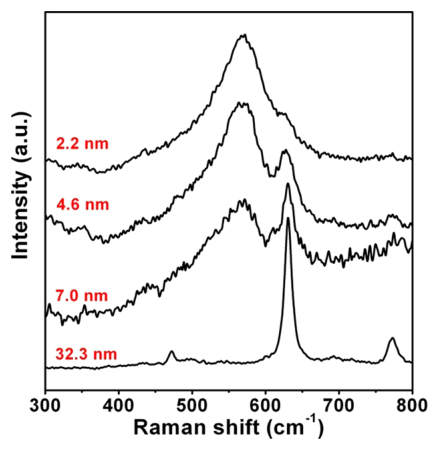 Intensity (a.u.)
2.2 nm
4.6 nm
7.0 nm
32.3 nm
300 400 500 600 700 800
Raman shift (cm⁻¹)